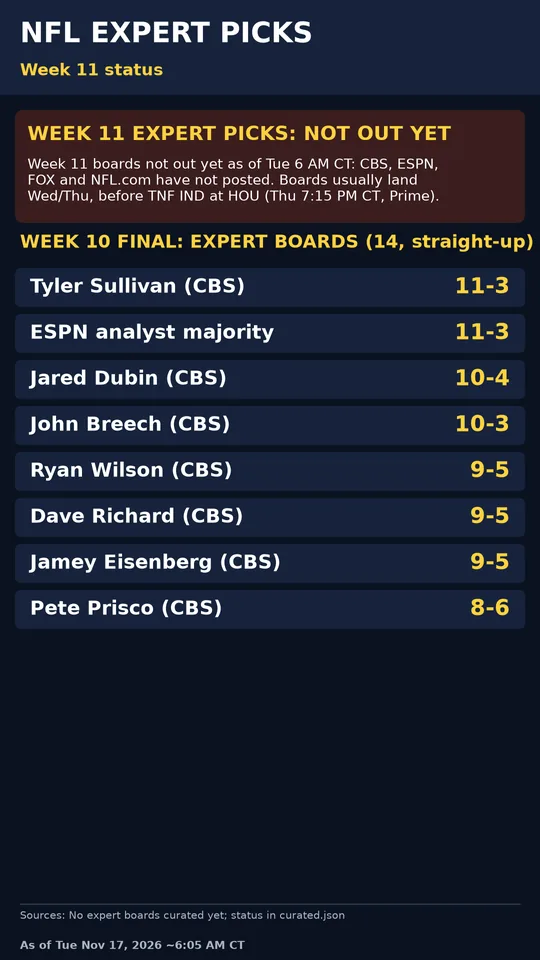 NFL EXPERT PICKS
Week 11 status
WEEK 11 EXPERT PICKS: NOT OUT YET
Week 11 boards not out yet as of Tue 6 AM CT: CBS, ESPN,
FOX and NFL.com have not posted. Boards usually land
Wed/Thu, before TNF IND at HOU (Thu 7:15 PM CT, Prime).
WEEK 10 FINAL: EXPERT BOARDS (14, straight-up)
Tyler Sullivan (CBS) 11-3
ESPN analyst majority 11-3
Jared Dubin (CBS) 10-4
John Breech (CBS) 10-3
Ryan Wilson (CBS) 9-5
Dave Richard (CBS) 9-5
Jamey Eisenberg (CBS) 9-5
Pete Prisco (CBS) 8-6
Sources: No expert boards curated yet; status in curated.json
As of Tue Nov 17, 2026 ~6:05 AM CT